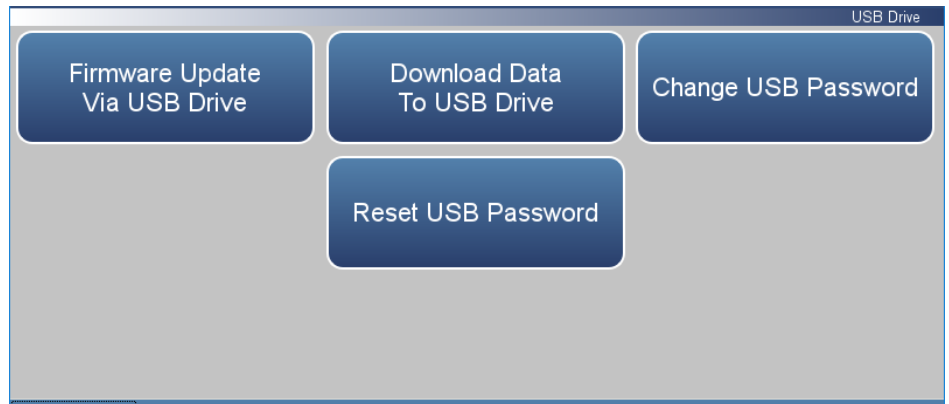 USB Drive
Firmware Update
Via USB Drive
Download Data
To USB Drive
Change USB Password
Reset USB Password